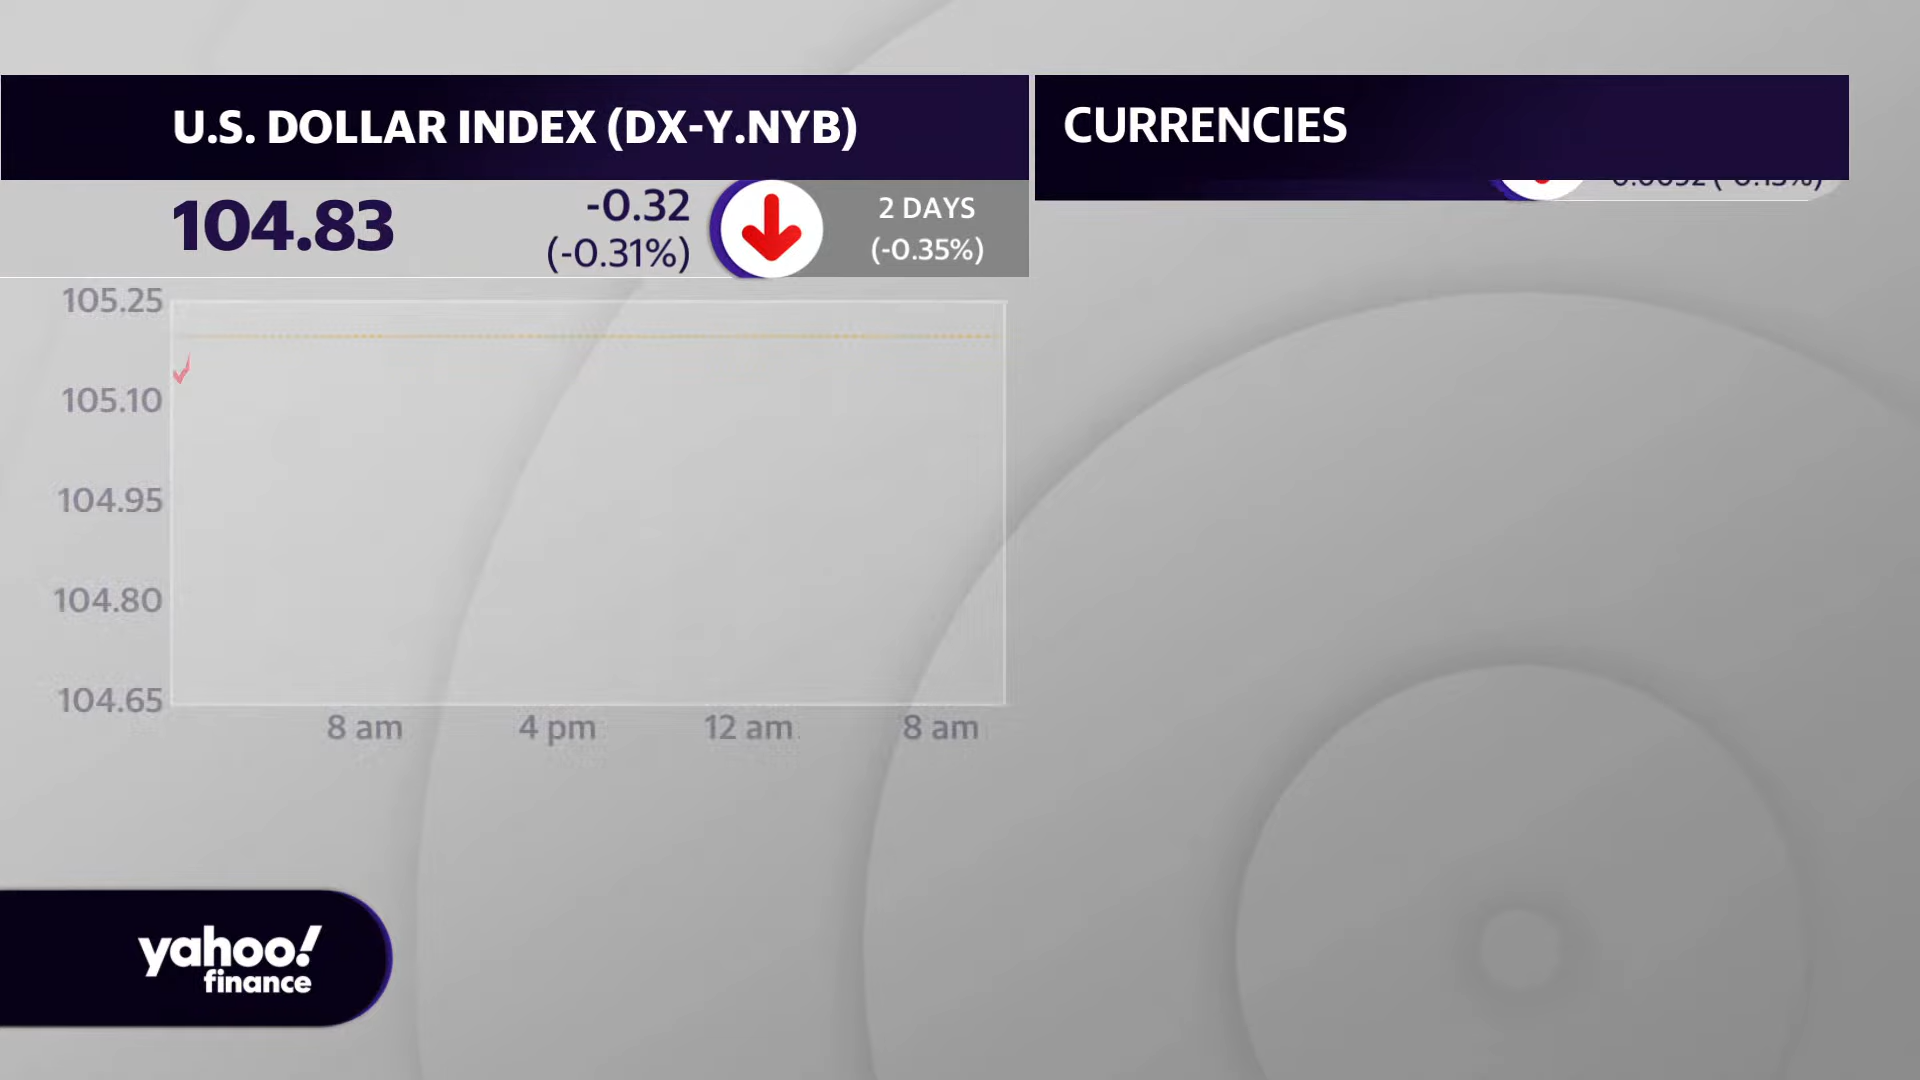 U.S. DOLLAR INDEX (DX-Y.NYB)
CURRENCIES
104.83
-0.32
(-0.31%)
2 DAYS
(-0.35%)
105.25
105.10
104.95
104.80
104.65
8 am
4 pm
12 am
8 am
yahoo!
finance